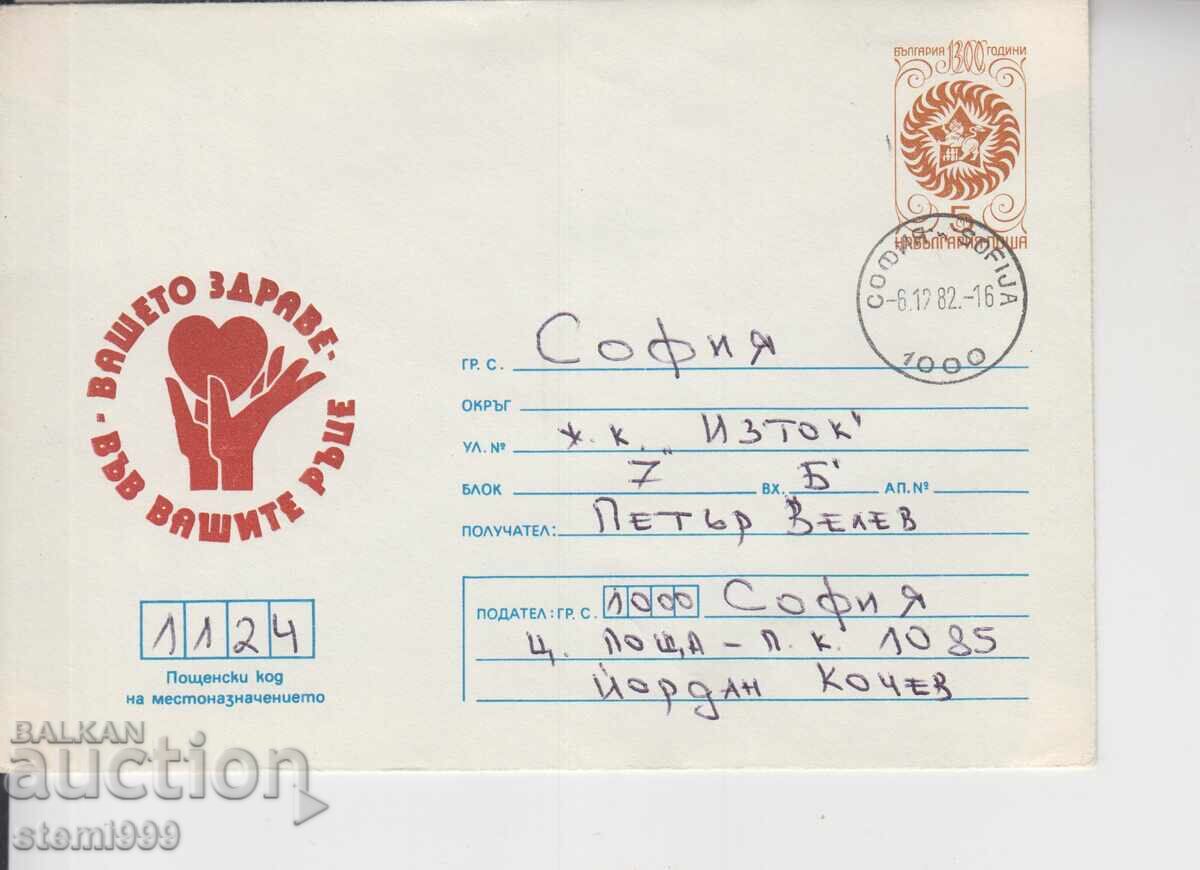 БЪЛГАРИЯ 1300 ГОДИНИ
5
НР БЪЛГАРИЯ ПОЩА
СОФИЯ - SOFIJA
-6.12 82.-16
1000
- ВАШЕТО ЗДРАВЕ -
ВЪВ ВАШИТЕ РЪЦЕ
ГР. С. София
ОКРЪГ
УЛ. № ж.к. „Изток"
БЛОК 7 ВХ. „Б" АП. №
ПОЛУЧАТЕЛ: Петър Велев
ПОДАТЕЛ: ГР. С. 1000 София
Ц. поща - П.К. 1085
Йордан Кочев
1124
Пощенски код
на местоназначението
BALKAN
auction
stemi999